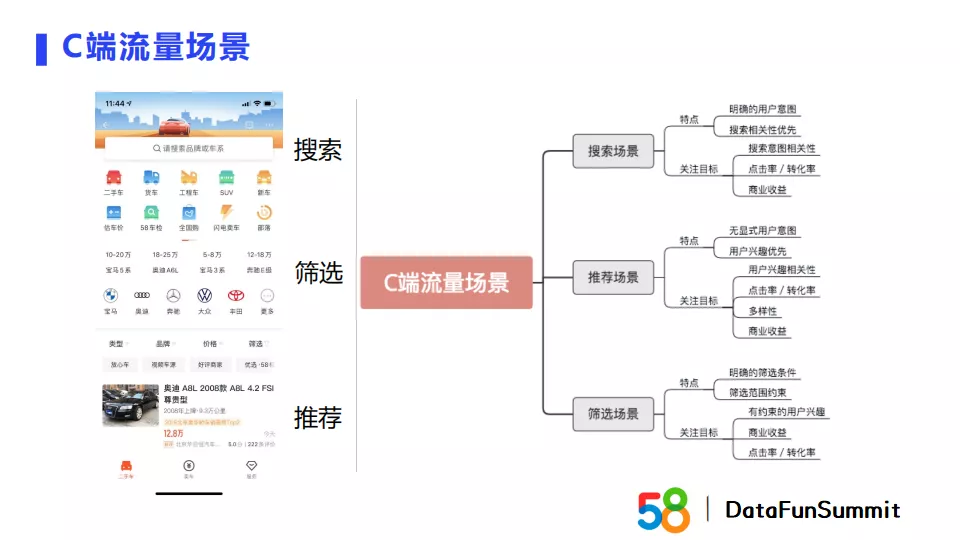 C端流量场景
11:44
请搜索品牌或车系
二手车 货车 工程车 SUV 新车
估车价 58车检 全国购 闪电卖车 部落
10-20万 18-25万 5-8万 12-18万
宝马5系 奥迪A6L 宝马3系 奔驰E级
宝马 奥迪 奔驰 大众 丰田 更多
类型 品牌 价格 筛选
放心车 视频车源 好评商家 优选·58
奥迪 A8L 2008款 A8L 4.2 FSI
尊贵型
2008年上牌·9.3万公里
12.8万 今天
5.0分 | 222条评价
二手车 卖车
搜索
筛选
推荐
C端流量场景
搜索场景
特点
明确的用户意图
搜索相关性优先
关注目标
搜索意图相关性
点击率 / 转化率
商业收益
推荐场景
特点
无显式用户意图
用户兴趣优先
关注目标
用户兴趣相关性
点击率 / 转化率
多样性
商业收益
筛选场景
特点
明确的筛选条件
筛选范围约束
关注目标
有约束的用户兴趣
商业收益
点击率 / 转化率
58 | DataFunSummit